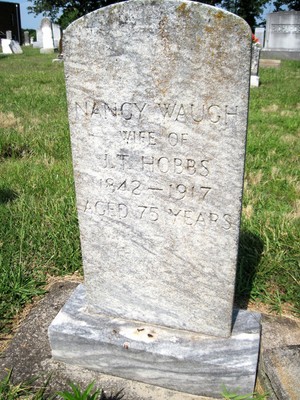 NANCY WAUGH
WIFE OF
J.T. HOBBS
1842–1917
AGED 75 YEARS